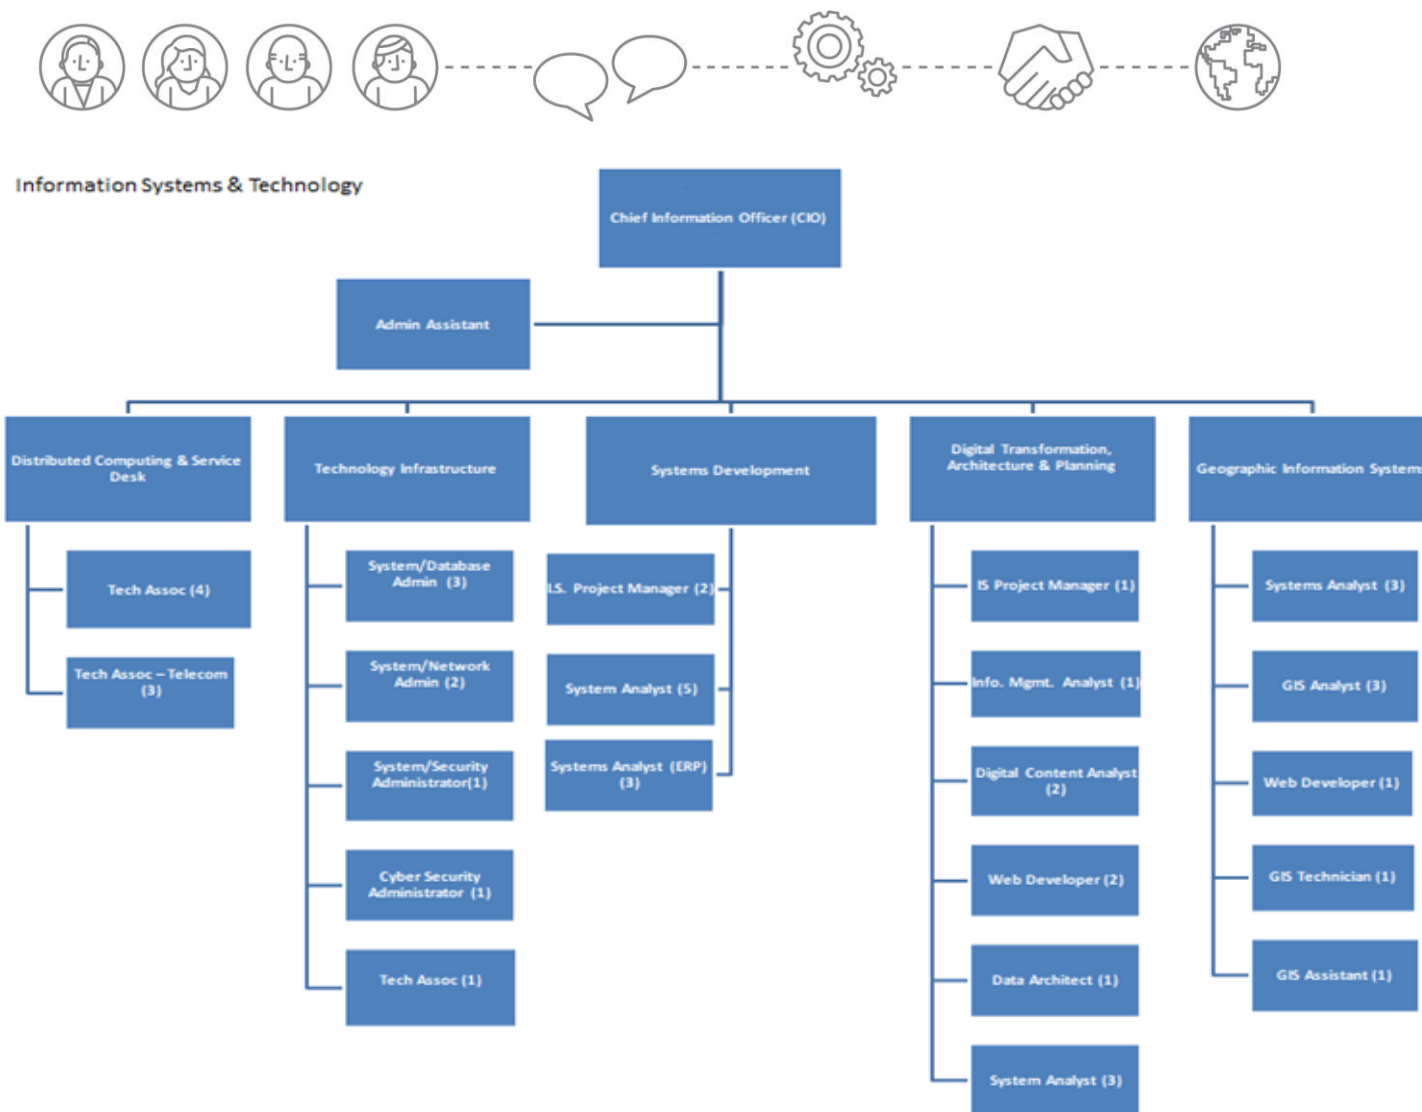 Information Systems & Technology
Chief Information Officer (CIO)
Admin Assistant
Distributed Computing & Service
Desk
Technology Infrastructure
Systems Development
Digital Transformation,
Architecture & Planning
Geographic Information Systems
Tech Assoc (4)
Tech Assoc – Telecom
(3)
System/Database
Admin (3)
System/Network
Admin (2)
System/Security
Administrator(1)
Cyber Security
Administrator (1)
Tech Assoc (1)
I.S. Project Manager (2)
System Analyst (5)
Systems Analyst (ERP)
(3)
IS Project Manager (1)
Info. Mgmt. Analyst (1)
Digital Content Analyst
(2)
Web Developer (2)
Data Architect (1)
System Analyst (3)
Systems Analyst (3)
GIS Analyst (3)
Web Developer (1)
GIS Technician (1)
GIS Assistant (1)